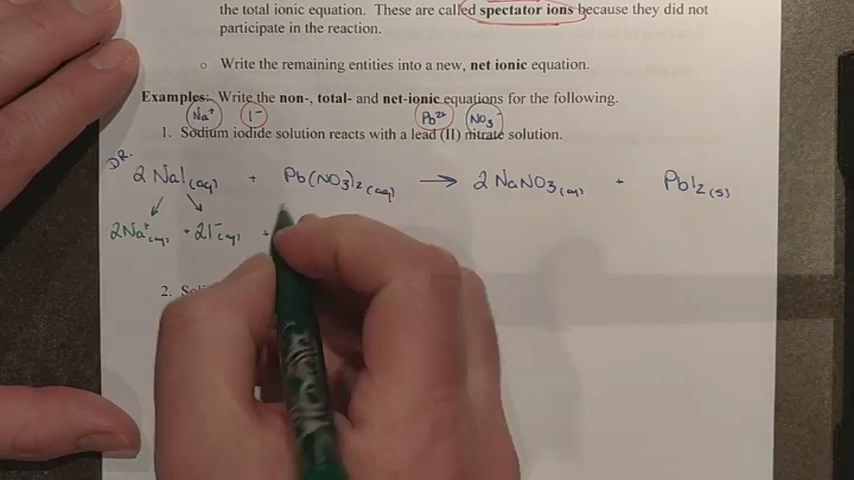 the total ionic equation. These are called spectator ions because they did not
participate in the reaction.
○ Write the remaining entities into a new, net ionic equation.
Examples: Write the non-, total- and net-ionic equations for the following.
Na⁺ I⁻ Pb²⁺ NO₃⁻
1. Sodium iodide solution reacts with a lead (II) nitrate solution.
DR. 2 NaI(aq) + Pb(NO₃)₂(aq) → 2 NaNO₃(aq) + PbI₂(s)
2Na⁺(aq) + 2I⁻(aq) +
2.